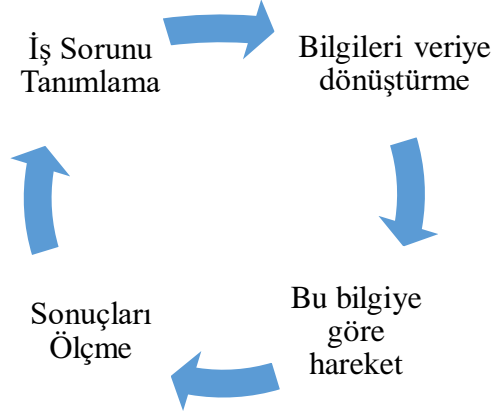 İş Sorunu
Tanımlama
Bilgileri veriye
dönüştürme
Bu bilgiye
göre
hareket
Sonuçları
Ölçme